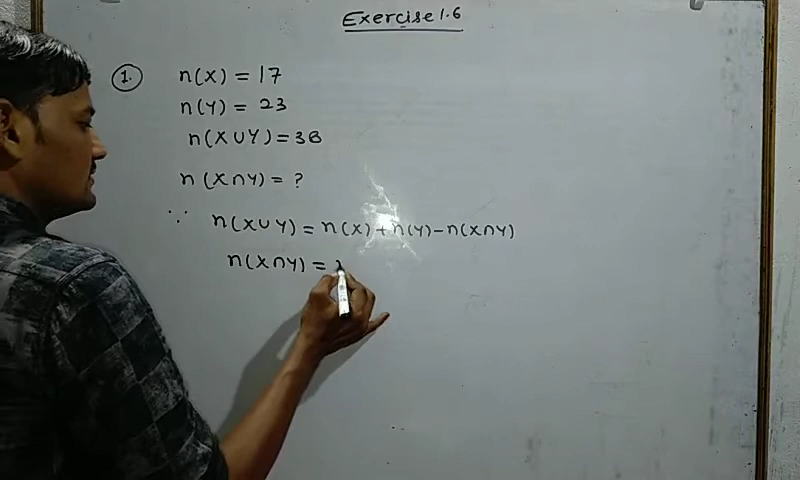 Exercise 1.6
1. n(X) = 17
n(Y) = 23
n(X∪Y) = 38
n(X∩Y) = ?
∵ n(X∪Y) = n(X) + n(Y) - n(X∩Y)
n(X∩Y) =